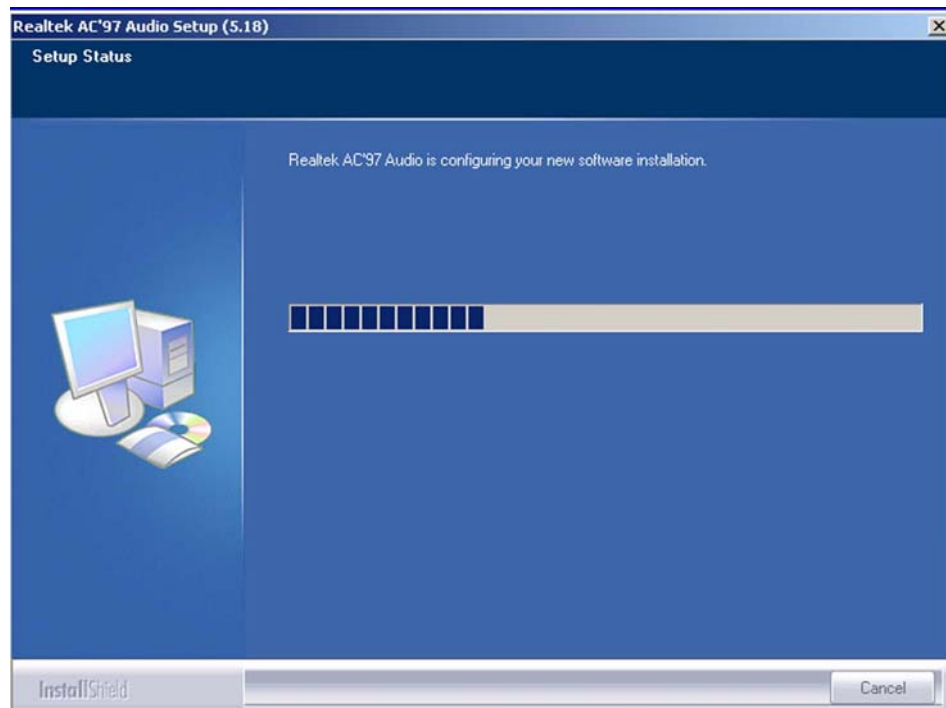 Realtek AC'97 Audio Setup (5.18)
Setup Status
Realtek AC'97 Audio is configuring your new software installation.
InstallShield
Cancel